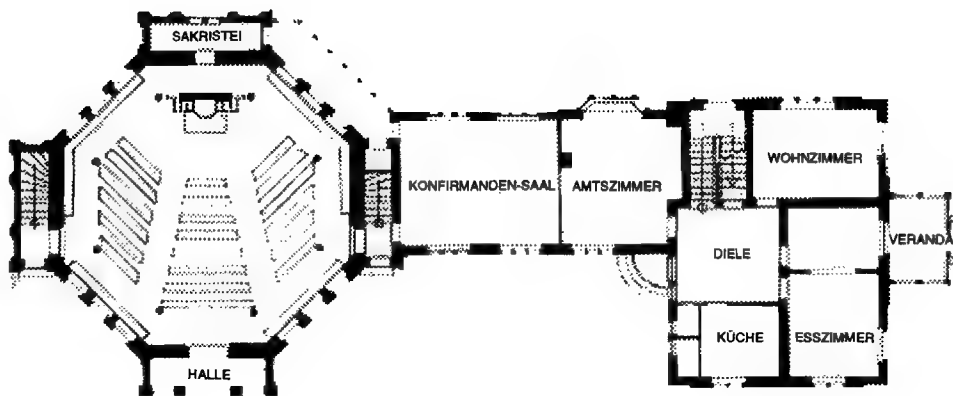 SAKRISTEI
KONFIRMANDEN-SAAL
AMTSZIMMER
WOHNZIMMER
DIELE
VERANDA
KÜCHE
ESSZIMMER
HALLE